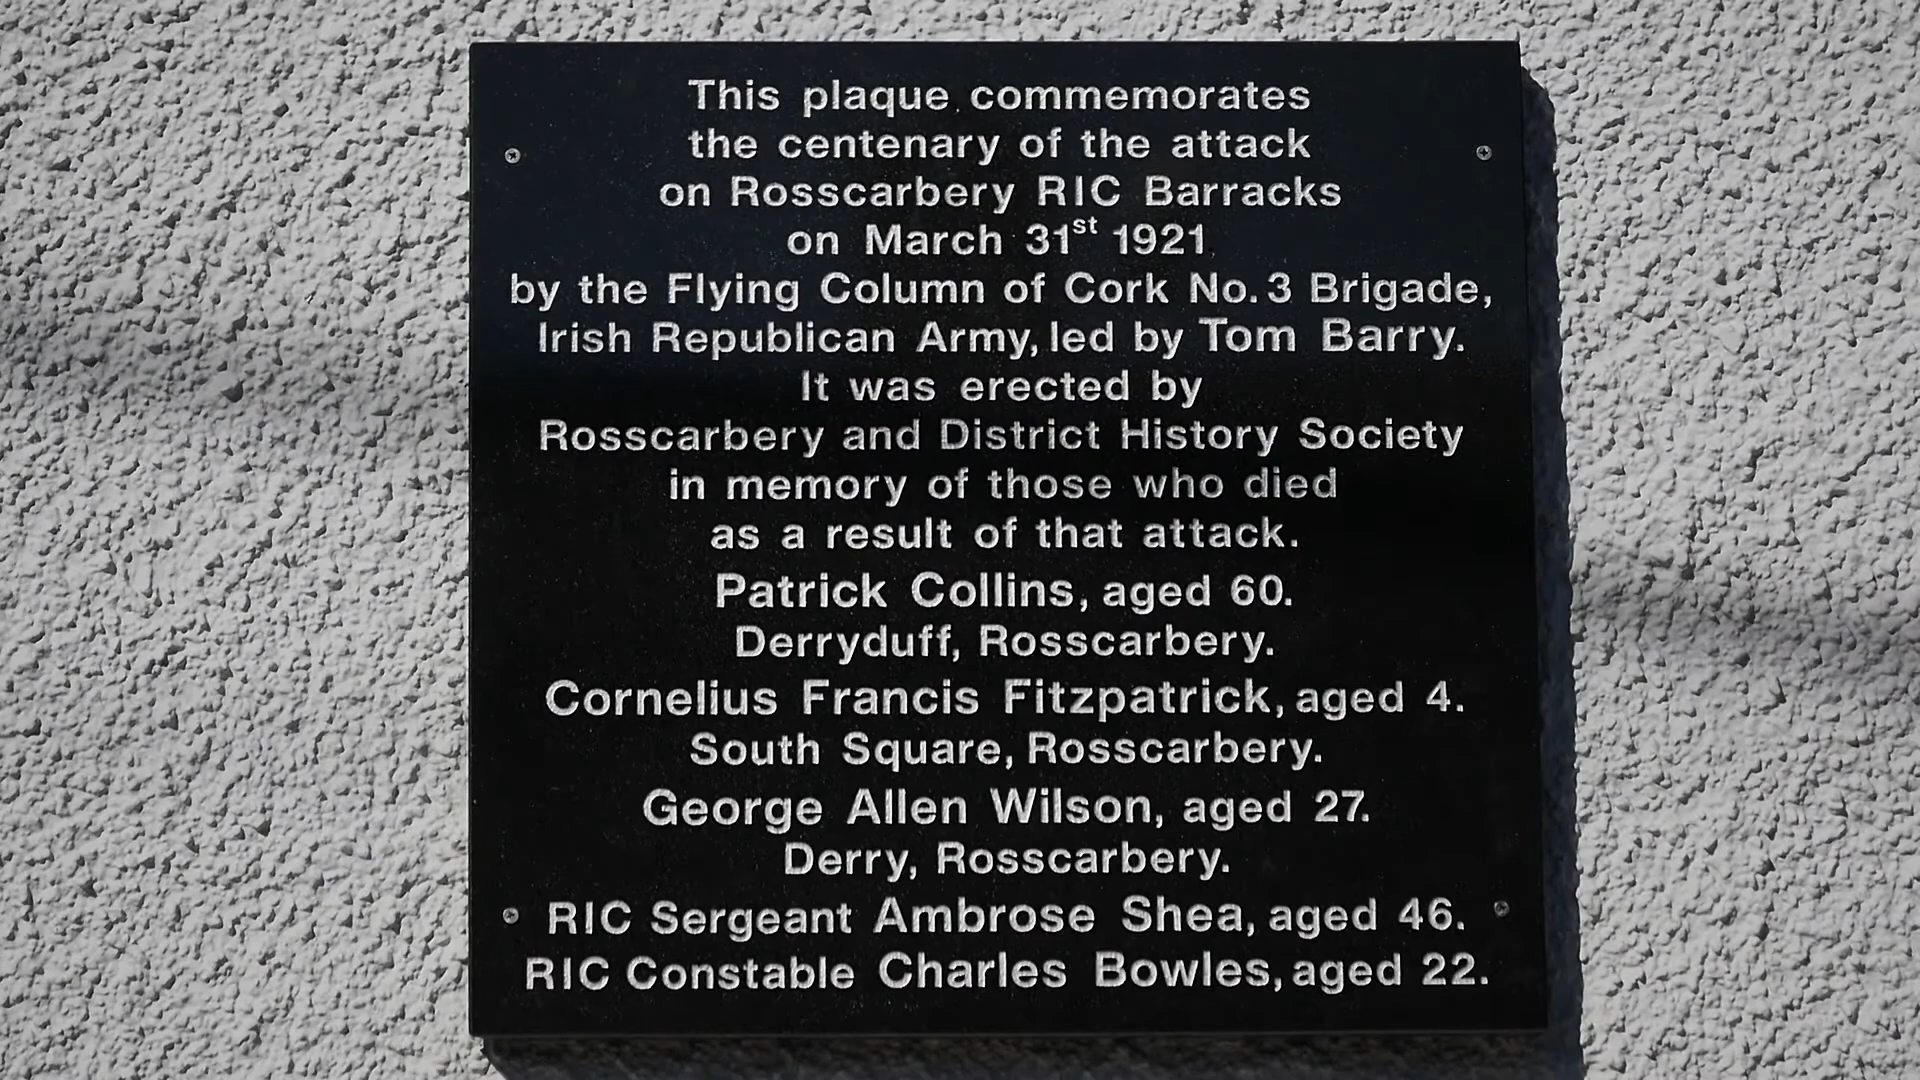 This plaque commemorates
the centenary of the attack
on Rosscarbery RIC Barracks
on March 31st 1921
by the Flying Column of Cork No. 3 Brigade,
Irish Republican Army, led by Tom Barry.
It was erected by
Rosscarbery and District History Society
in memory of those who died
as a result of that attack.
Patrick Collins, aged 60.
Derryduff, Rosscarbery.
Cornelius Francis Fitzpatrick, aged 4.
South Square, Rosscarbery.
George Allen Wilson, aged 27.
Derry, Rosscarbery.
RIC Sergeant Ambrose Shea, aged 46.
RIC Constable Charles Bowles, aged 22.